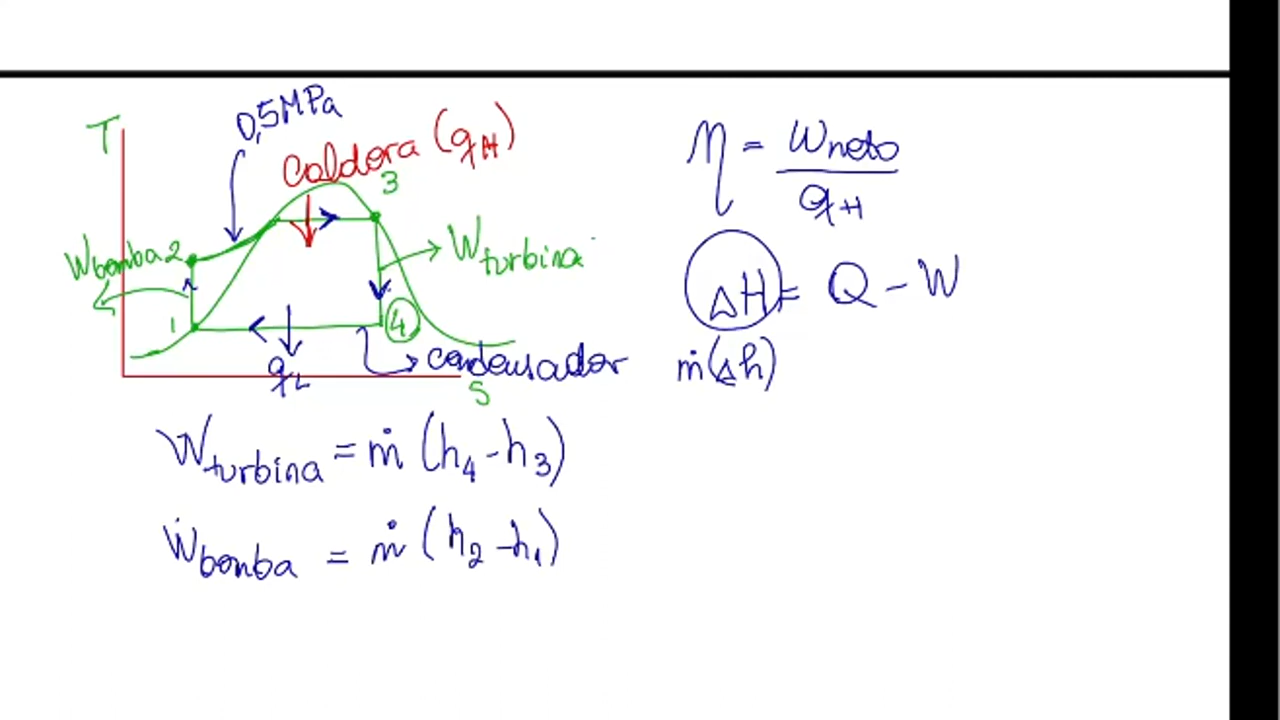 0,5MPa
T
Caldera (qH)
3
Wbomba 2
Wturbina
1
4
qL
condensador
S
η = Wneto / qH
ΔH = Q - W
ṁ(Δh)
Wturbina = ṁ (h4 - h3)
Ẇbomba = ṁ (h2 - h1)